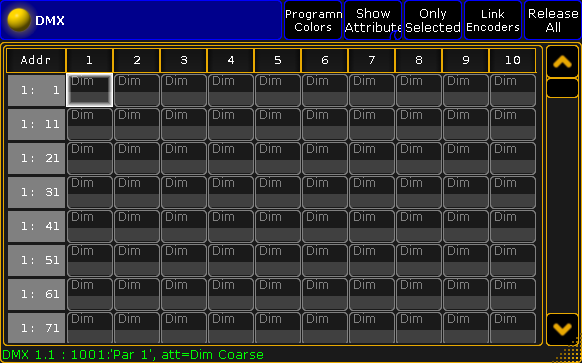 DMX
Programn Colors
Show Attribute
Only Selected
Link Encoders
Release All
Addr 1 2 3 4 5 6 7 8 9 10
1: 1 Dim Dim Dim Dim Dim Dim Dim Dim Dim Dim
1: 11 Dim Dim Dim Dim Dim Dim Dim Dim Dim Dim
1: 21 Dim Dim Dim Dim Dim Dim Dim Dim Dim Dim
1: 31 Dim Dim Dim Dim Dim Dim Dim Dim Dim Dim
1: 41 Dim Dim Dim Dim Dim Dim Dim Dim Dim Dim
1: 51 Dim Dim Dim Dim Dim Dim Dim Dim Dim Dim
1: 61 Dim Dim Dim Dim Dim Dim Dim Dim Dim Dim
1: 71 Dim Dim Dim Dim Dim Dim Dim Dim Dim Dim
DMX 1.1 : 1001:'Par 1', att=Dim Coarse